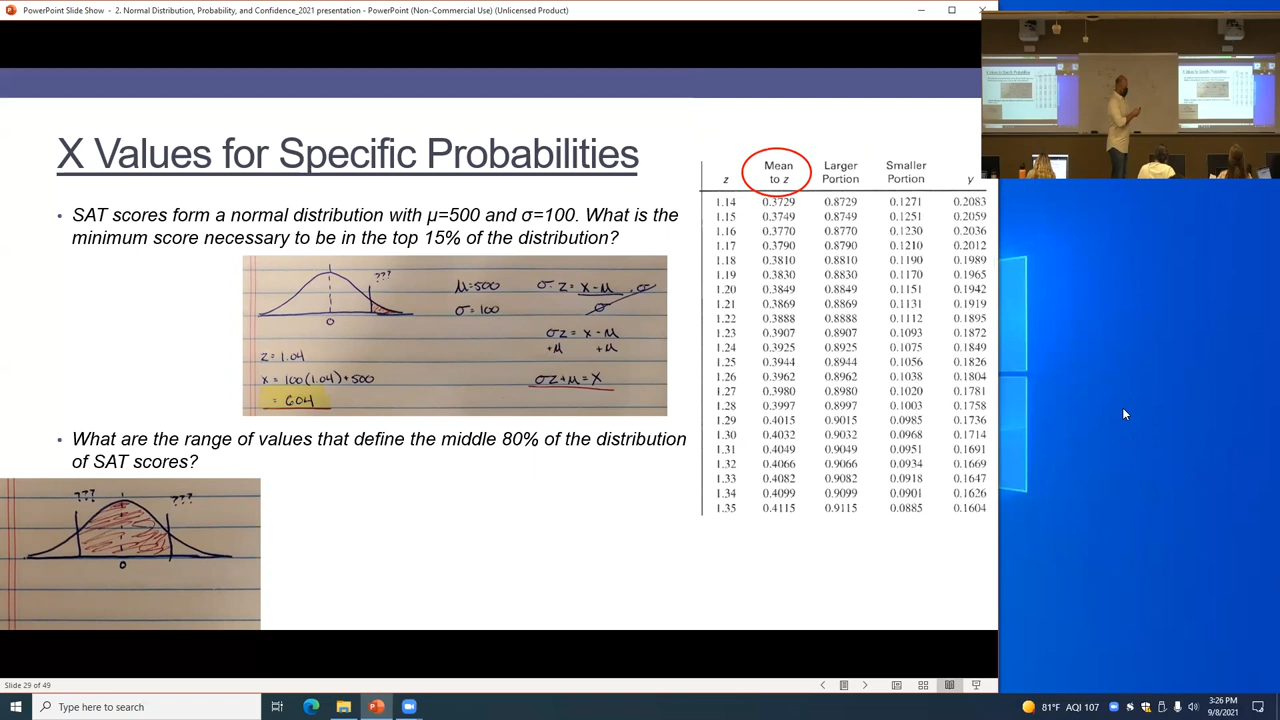 PowerPoint Slide Show - 2. Normal Distribution, Probability, and Confidence_2021 presentation - PowerPoint (Non-Commercial Use) (Unlicensed Product)
X Values for Specific Probabilities
• SAT scores form a normal distribution with μ=500 and σ=100. What is the
minimum score necessary to be in the top 15% of the distribution?
???
0
μ=500
σ=100
σ· z = x-μ ·σ
σ
σz = x-μ
+μ +μ
σz+μ=x
z = 1.04
x = 100(1.04)+500
= 604
• What are the range of values that define the middle 80% of the distribution
of SAT scores?
??? ???
0
z Mean to z Larger Portion Smaller Portion y
1.14 0.3729 0.8729 0.1271 0.2083
1.15 0.3749 0.8749 0.1251 0.2059
1.16 0.3770 0.8770 0.1230 0.2036
1.17 0.3790 0.8790 0.1210 0.2012
1.18 0.3810 0.8810 0.1190 0.1989
1.19 0.3830 0.8830 0.1170 0.1965
1.20 0.3849 0.8849 0.1151 0.1942
1.21 0.3869 0.8869 0.1131 0.1919
1.22 0.3888 0.8888 0.1112 0.1895
1.23 0.3907 0.8907 0.1093 0.1872
1.24 0.3925 0.8925 0.1075 0.1849
1.25 0.3944 0.8944 0.1056 0.1826
1.26 0.3962 0.8962 0.1038 0.1804
1.27 0.3980 0.8980 0.1020 0.1781
1.28 0.3997 0.8997 0.1003 0.1758
1.29 0.4015 0.9015 0.0985 0.1736
1.30 0.4032 0.9032 0.0968 0.1714
1.31 0.4049 0.9049 0.0951 0.1691
1.32 0.4066 0.9066 0.0934 0.1669
1.33 0.4082 0.9082 0.0918 0.1647
1.34 0.4099 0.9099 0.0901 0.1626
1.35 0.4115 0.9115 0.0885 0.1604
Slide 29 of 49
Type here to search
81°F AQI 107
3:26 PM
9/8/2021